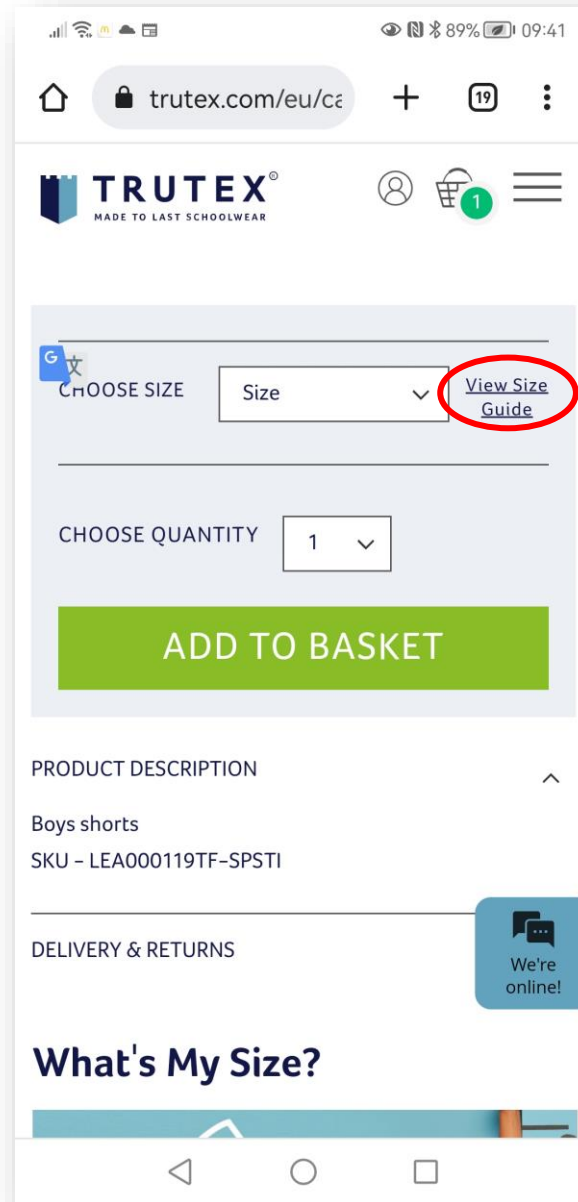 89% 09:41
trutex.com/eu/ca
19
TRUTEX®
MADE TO LAST SCHOOLWEAR
1
G 文
CHOOSE SIZE
Size
View Size
Guide
CHOOSE QUANTITY
1
ADD TO BASKET
PRODUCT DESCRIPTION
Boys shorts
SKU – LEA000119TF-SPSTI
DELIVERY & RETURNS
We're
online!
What's My Size?